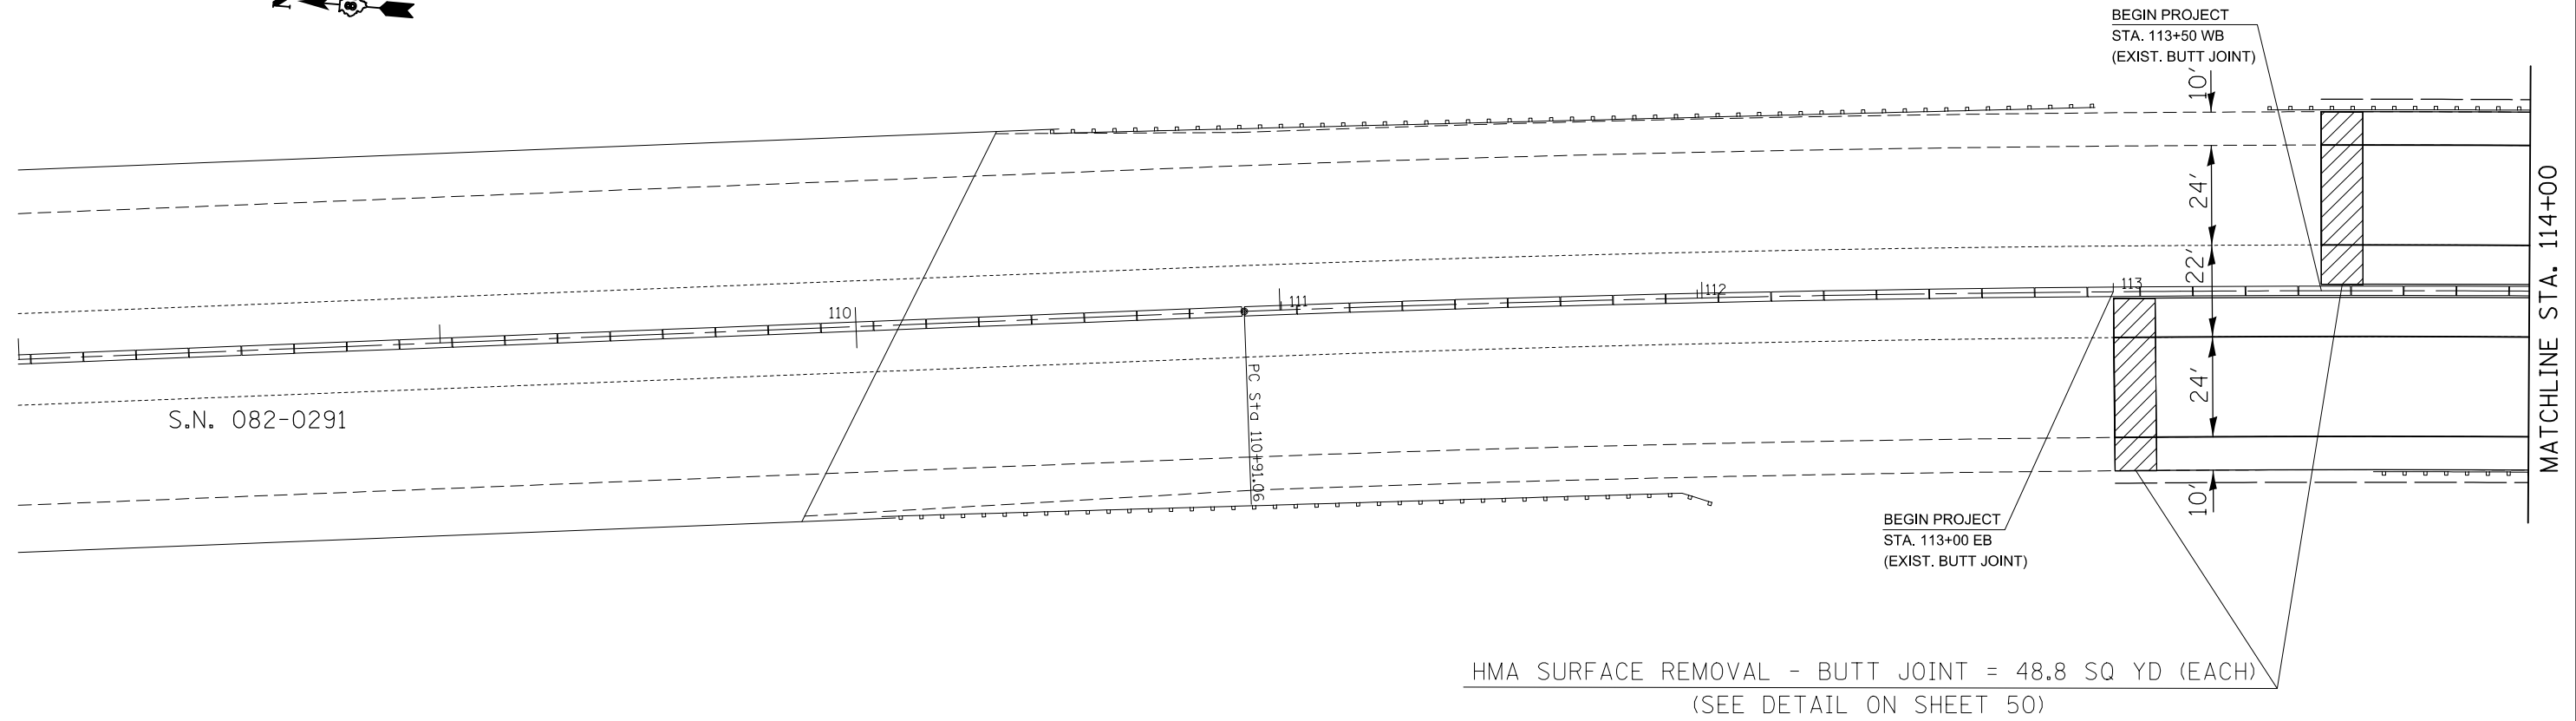 N
8
BEGIN PROJECT
STA. 113+50 WB
(EXIST. BUTT JOINT)
10'
24'
22'
24'
10'
110
111
112
113
PC Sta 110+91.06
S.N. 082-0291
MATCHLINE STA. 114+00
BEGIN PROJECT
STA. 113+00 EB
(EXIST. BUTT JOINT)
HMA SURFACE REMOVAL - BUTT JOINT = 48.8 SQ YD (EACH)
(SEE DETAIL ON SHEET 50)